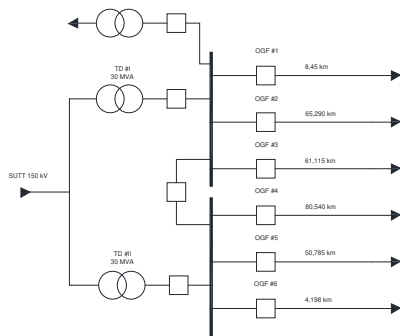 OGF #1
TD #I
30 MVA
8,45 km
OGF #2
65,290 km
OGF #3
61,115 km
SUTT 150 kV
OGF #4
80,540 km
OGF #5
50,785 km
TD #II
30 MVA
OGF #6
4,198 km